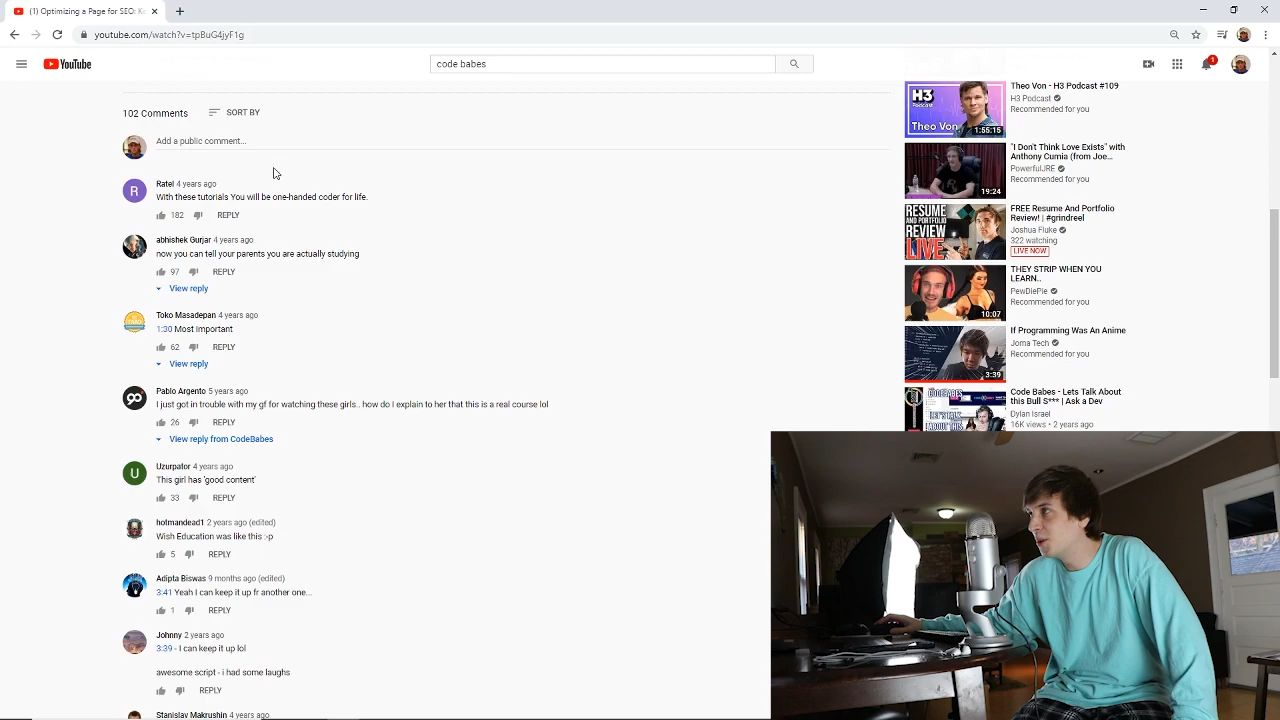 (1) Optimizing a Page for SEO: Ke
youtube.com/watch?v=tpBuG4jyF1g
YouTube
code babes
1
102 Comments
SORT BY
Add a public comment...
R
Ratel 4 years ago
With these tutorials You will be one-handed coder for life.
182
REPLY
abhishek Gurjar 4 years ago
now you can tell your parents you are actually studying
97
REPLY
View reply
Toko Masadepan 4 years ago
1:30 Most Important
62
REPLY
View reply
Pablo Argento 5 years ago
I just got in trouble with my gf for watching these girls.. how do I explain to her that this is a real course lol
26
REPLY
View reply from CodeBabes
U
Uzurpator 4 years ago
This girl has 'good content'
33
REPLY
hotmandead1 2 years ago (edited)
Wish Education was like this :-p
5
REPLY
Adipta Biswas 9 months ago (edited)
3:41 Yeah I can keep it up fr another one...
1
REPLY
Johnny 2 years ago
3:39 - I can keep it up lol
awesome script - i had some laughs
REPLY
Stanislav Makrushin 4 years ago
H3
Podcast
Theo Von
1:55:15
Theo Von - H3 Podcast #109
H3 Podcast
Recommended for you
19:24
"I Don't Think Love Exists" with
Anthony Cumia (from Joe...
PowerfulJRE
Recommended for you
RESUME
AND PORTFOLIO
REVIEW
LIVE
FREE Resume And Portfolio
Review! | #grindreel
Joshua Fluke
322 watching
LIVE NOW
10:07
THEY STRIP WHEN YOU
LEARN..
PewDiePie
Recommended for you
3:39
If Programming Was An Anime
Joma Tech
Recommended for you
CODEBABES
LET'S TALK
ABOUT THIS
Code Babes - Lets Talk About
this Bull S*** | Ask a Dev
Dylan Israel
16K views • 2 years ago